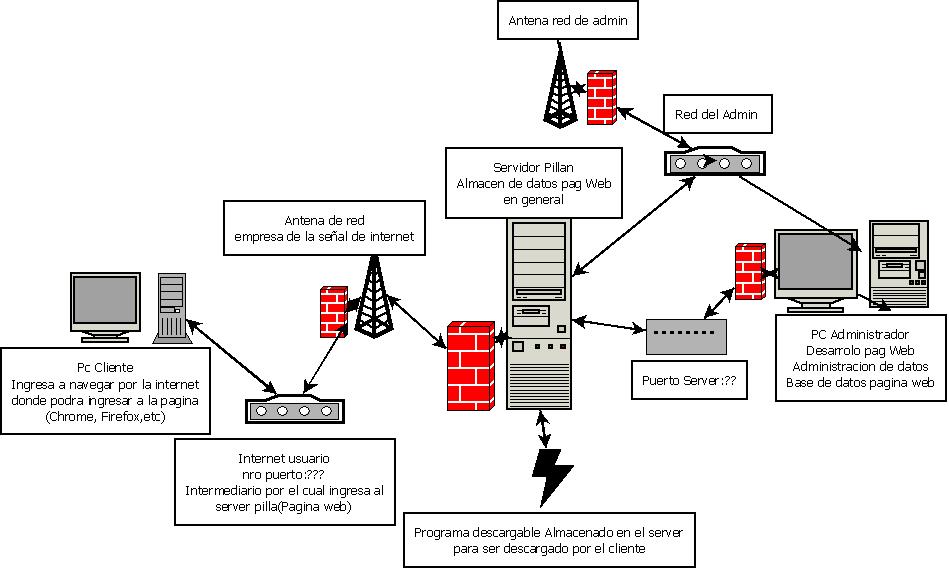 Antena red de admin
Red del Admin
Servidor Pillan
Almacen de datos pag Web
en general
Antena de red
empresa de la señal de internet
Pc Cliente
Ingresa a navegar por la internet
donde podra ingresar a la pagina
(Chrome, Firefox,etc)
Internet usuario
nro puerto:???
Intermediario por el cual ingresa al
server pilla(Pagina web)
Puerto Server:??
PC Administrador
Desarrolo pag Web
Administracion de datos
Base de datos pagina web
Programa descargable Almacenado en el server
para ser descargado por el cliente